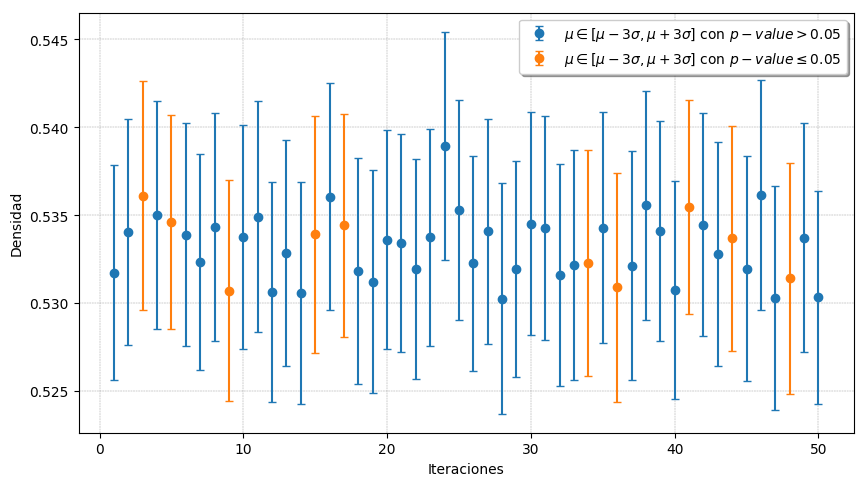 μ ∈ [μ − 3σ, μ + 3σ] con p − value > 0.05
μ ∈ [μ − 3σ, μ + 3σ] con p − value ≤ 0.05
Densidad
0.545
0.540
0.535
0.530
0.525
0 10 20 30 40 50
Iteraciones